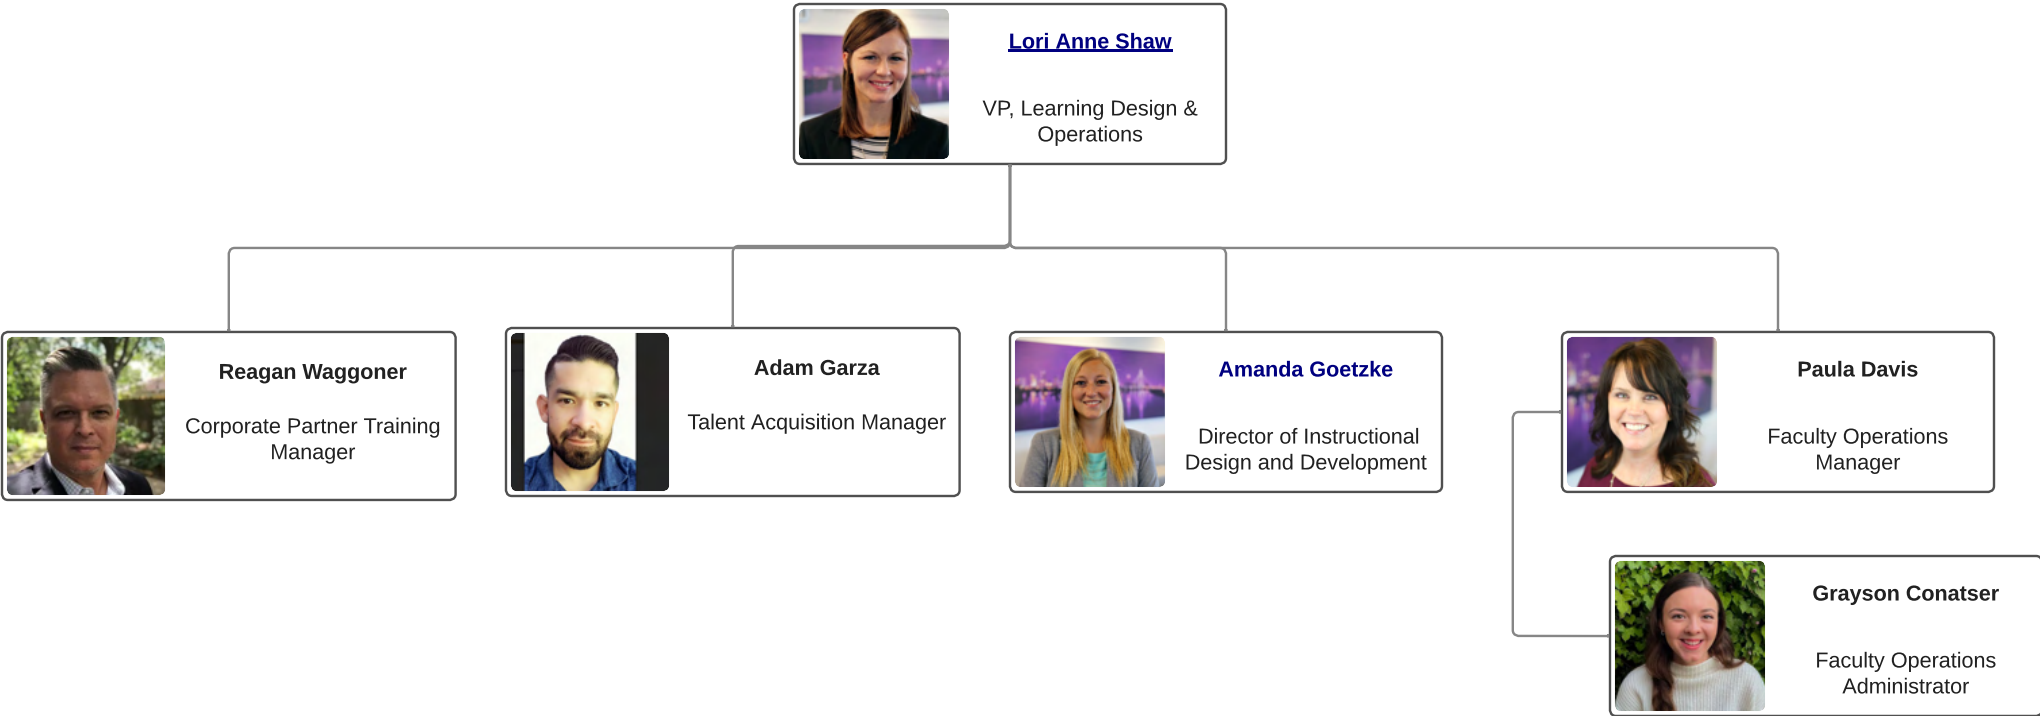 Lori Anne Shaw
VP, Learning Design &
Operations
Reagan Waggoner
Corporate Partner Training
Manager
Adam Garza
Talent Acquisition Manager
Amanda Goetzke
Director of Instructional
Design and Development
Paula Davis
Faculty Operations
Manager
Grayson Conatser
Faculty Operations
Administrator